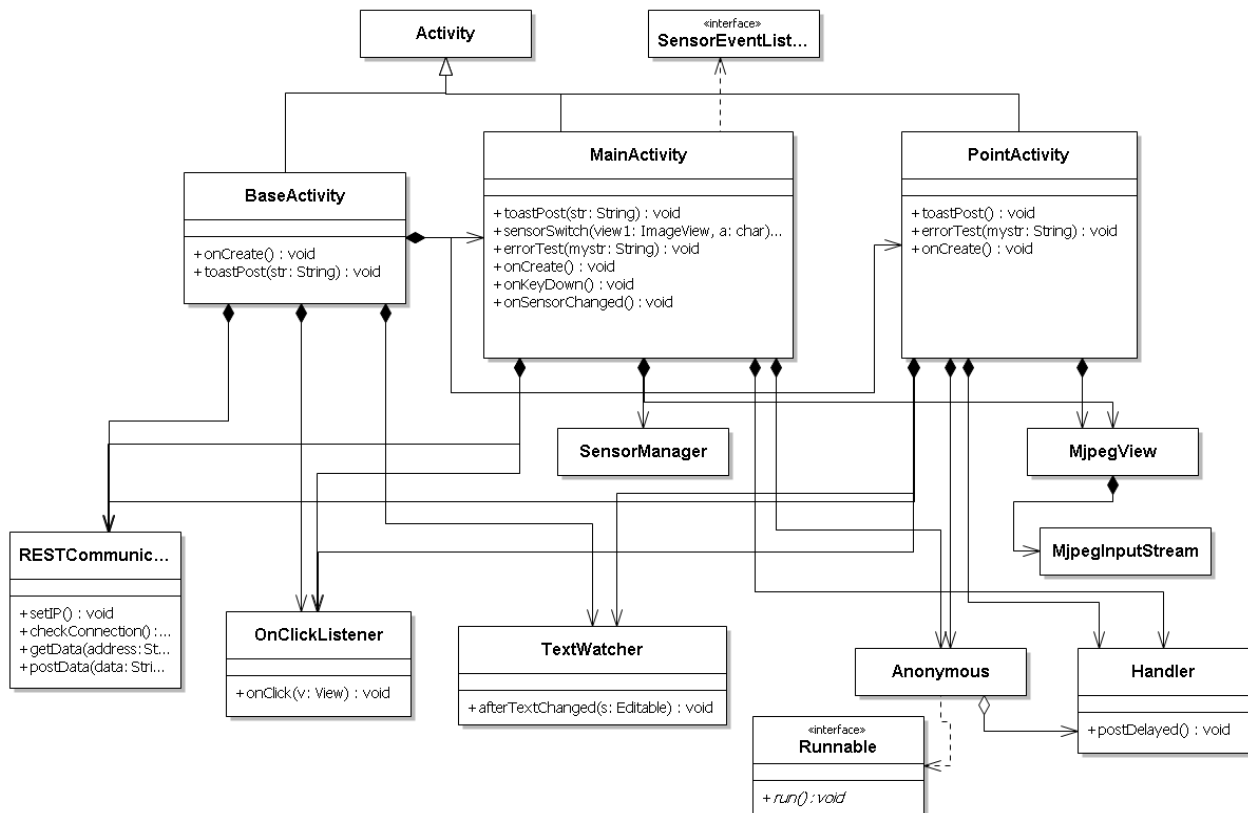 Activity
«interface»
SensorEventList...
MainActivity
+toastPost(str: String) : void
+sensorSwitch(view1: ImageView, a: char)...
+errorTest(mystr: String) : void
+onCreate() : void
+onKeyDown() : void
+onSensorChanged() : void
PointActivity
+toastPost() : void
+errorTest(mystr: String) : void
+onCreate() : void
BaseActivity
+onCreate() : void
+toastPost(str: String) : void
SensorManager
MjpegView
MjpegInputStream
RESTCommunic...
+setIP() : void
+checkConnection() :...
+getData(address: St...
+postData(data: Stri...
OnClickListener
+onClick(v: View) : void
TextWatcher
+afterTextChanged(s: Editable) : void
Anonymous
Handler
+postDelayed() : void
«interface»
Runnable
+run() : void